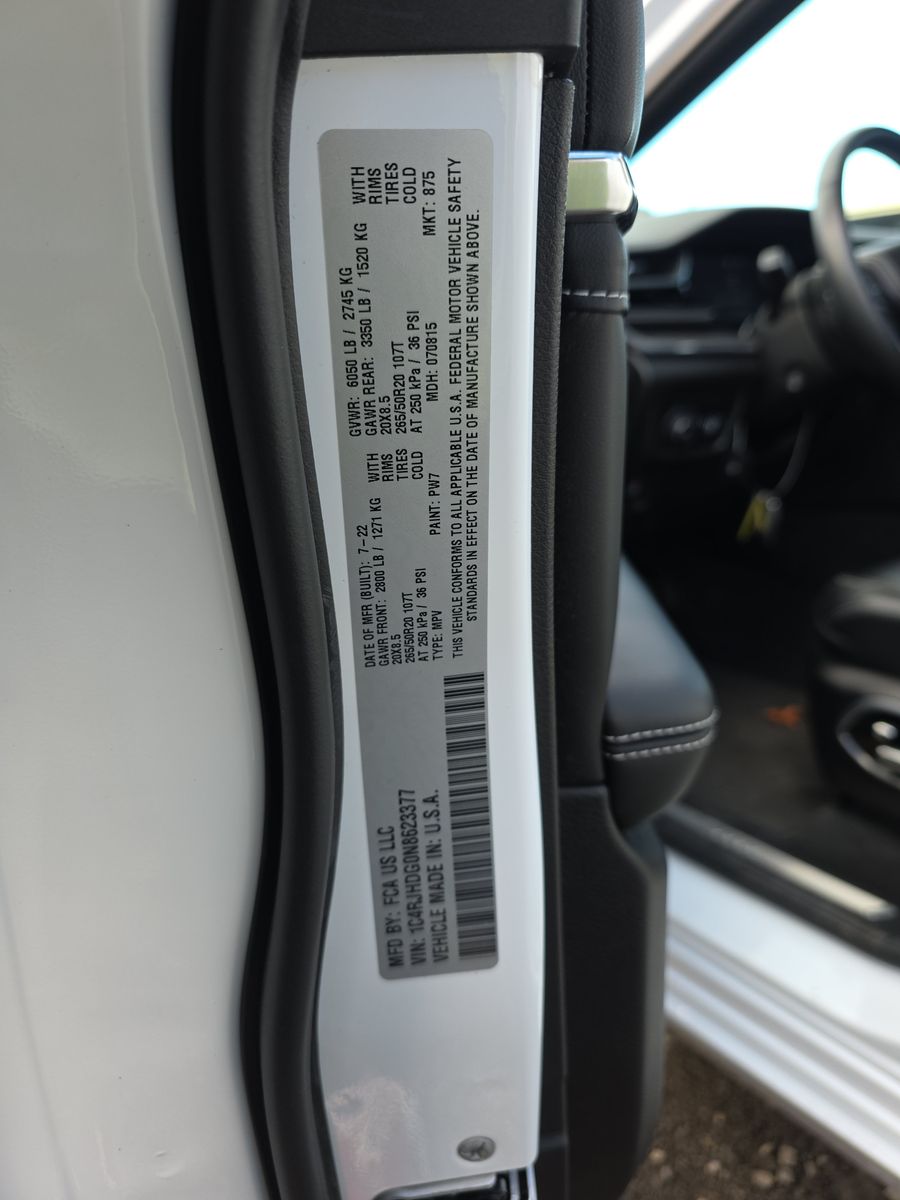 MFD BY: FCA US LLC
VIN: 1C4RJHDG0N8623377
VEHICLE MADE IN: U.S.A.
DATE OF MFR (BUILT): 7-22
GAWR FRONT: 2800 LB / 1271 KG WITH
20X8.5 RIMS
265/50R20 107T TIRES
AT 250 kPa / 36 PSI COLD
TYPE: MPV PAINT: PW7
GVWR: 6050 LB / 2745 KG
GAWR REAR: 3350 LB / 1520 KG WITH
20X8.5 RIMS
265/50R20 107T TIRES
AT 250 kPa / 36 PSI COLD
MDH: 070815 MKT: 875
THIS VEHICLE CONFORMS TO ALL APPLICABLE U.S.A. FEDERAL MOTOR VEHICLE SAFETY
STANDARDS IN EFFECT ON THE DATE OF MANUFACTURE SHOWN ABOVE.